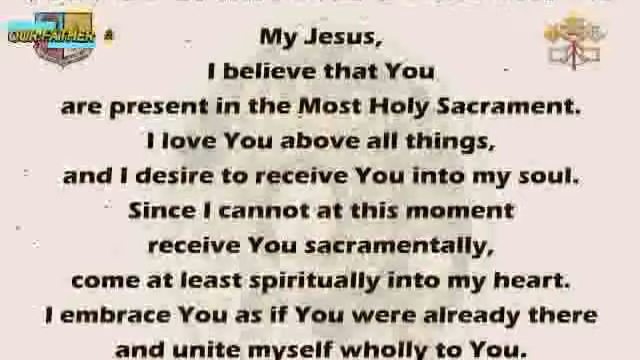 OUR FATHER
My Jesus,
I believe that You
are present in the Most Holy Sacrament.
I love You above all things,
and I desire to receive You into my soul.
Since I cannot at this moment
receive You sacramentally,
come at least spiritually into my heart.
I embrace You as if You were already there
and unite myself wholly to You.